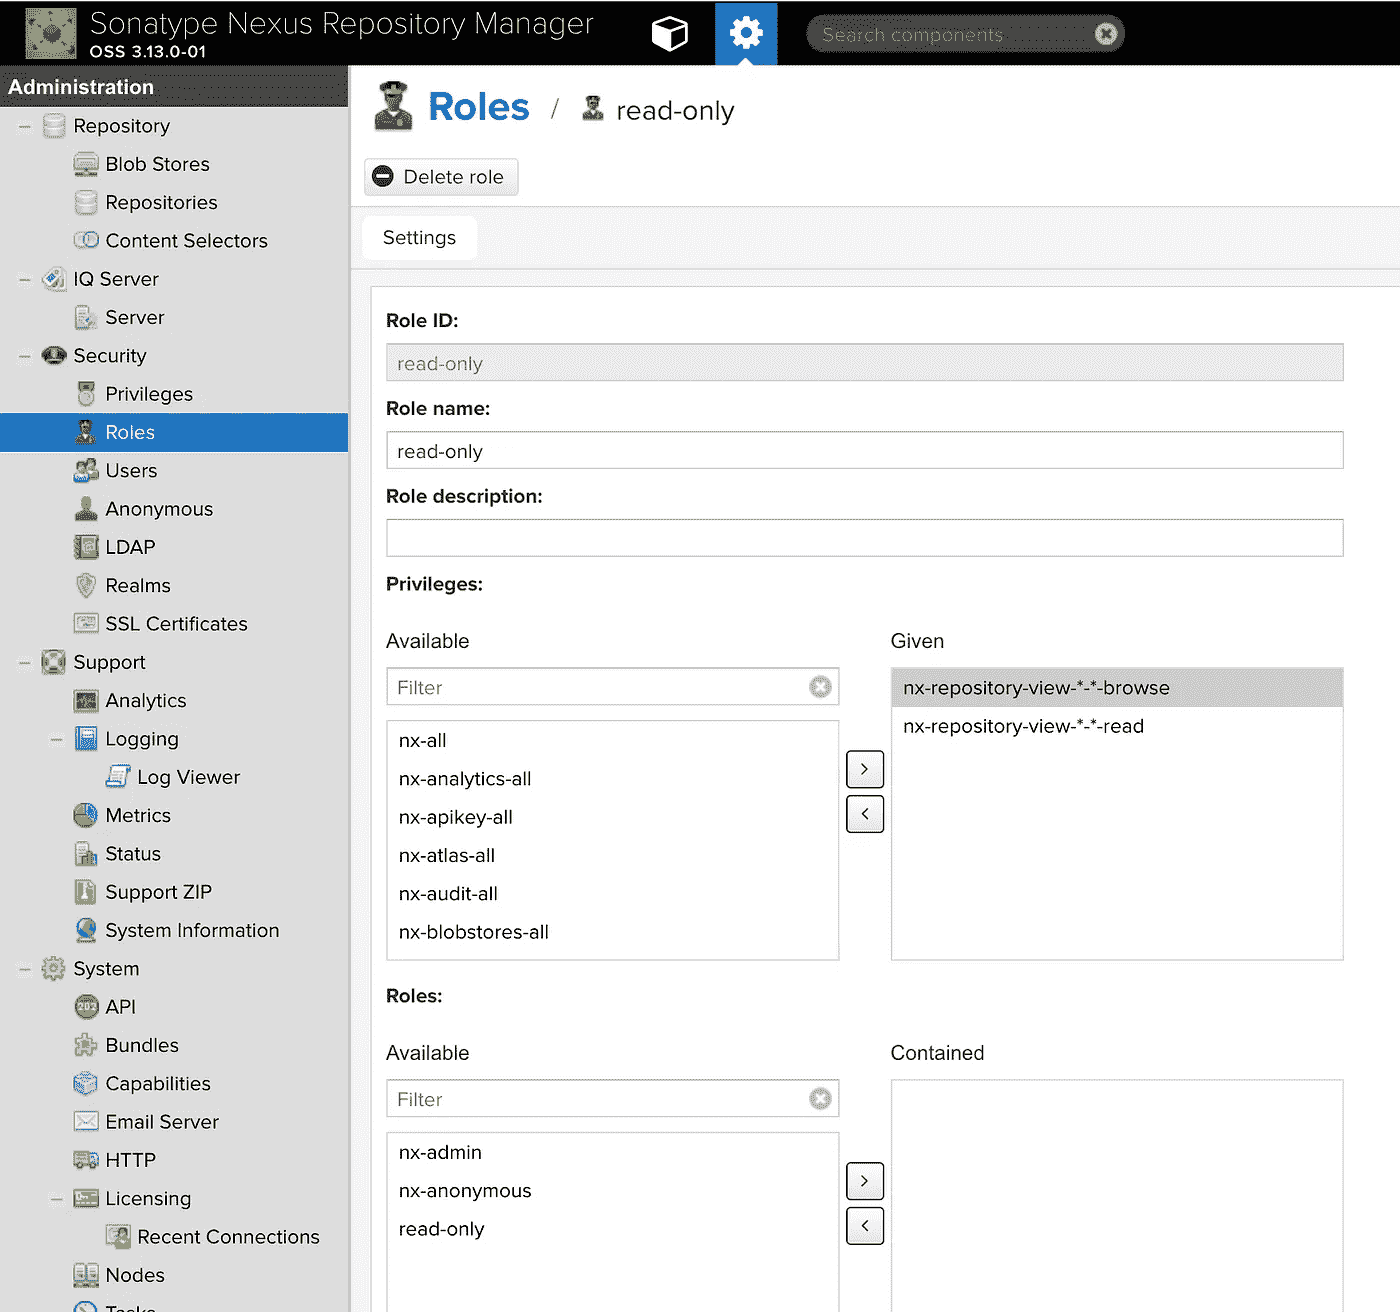 Sonatype Nexus Repository Manager
OSS 3.13.0-01
Search components
Administration
Repository
Blob Stores
Repositories
Content Selectors
IQ Server
Server
Security
Privileges
Roles
Users
Anonymous
LDAP
Realms
SSL Certificates
Support
Analytics
Logging
Log Viewer
Metrics
Status
Support ZIP
System Information
System
API
Bundles
Capabilities
Email Server
HTTP
Licensing
Recent Connections
Nodes
Tasks
Roles / read-only
Delete role
Settings
Role ID:
read-only
Role name:
read-only
Role description:
Privileges:
Available
Filter
nx-all
nx-analytics-all
nx-apikey-all
nx-atlas-all
nx-audit-all
nx-blobstores-all
Given
nx-repository-view-*-*-browse
nx-repository-view-*-*-read
Roles:
Available
Filter
nx-admin
nx-anonymous
read-only
Contained